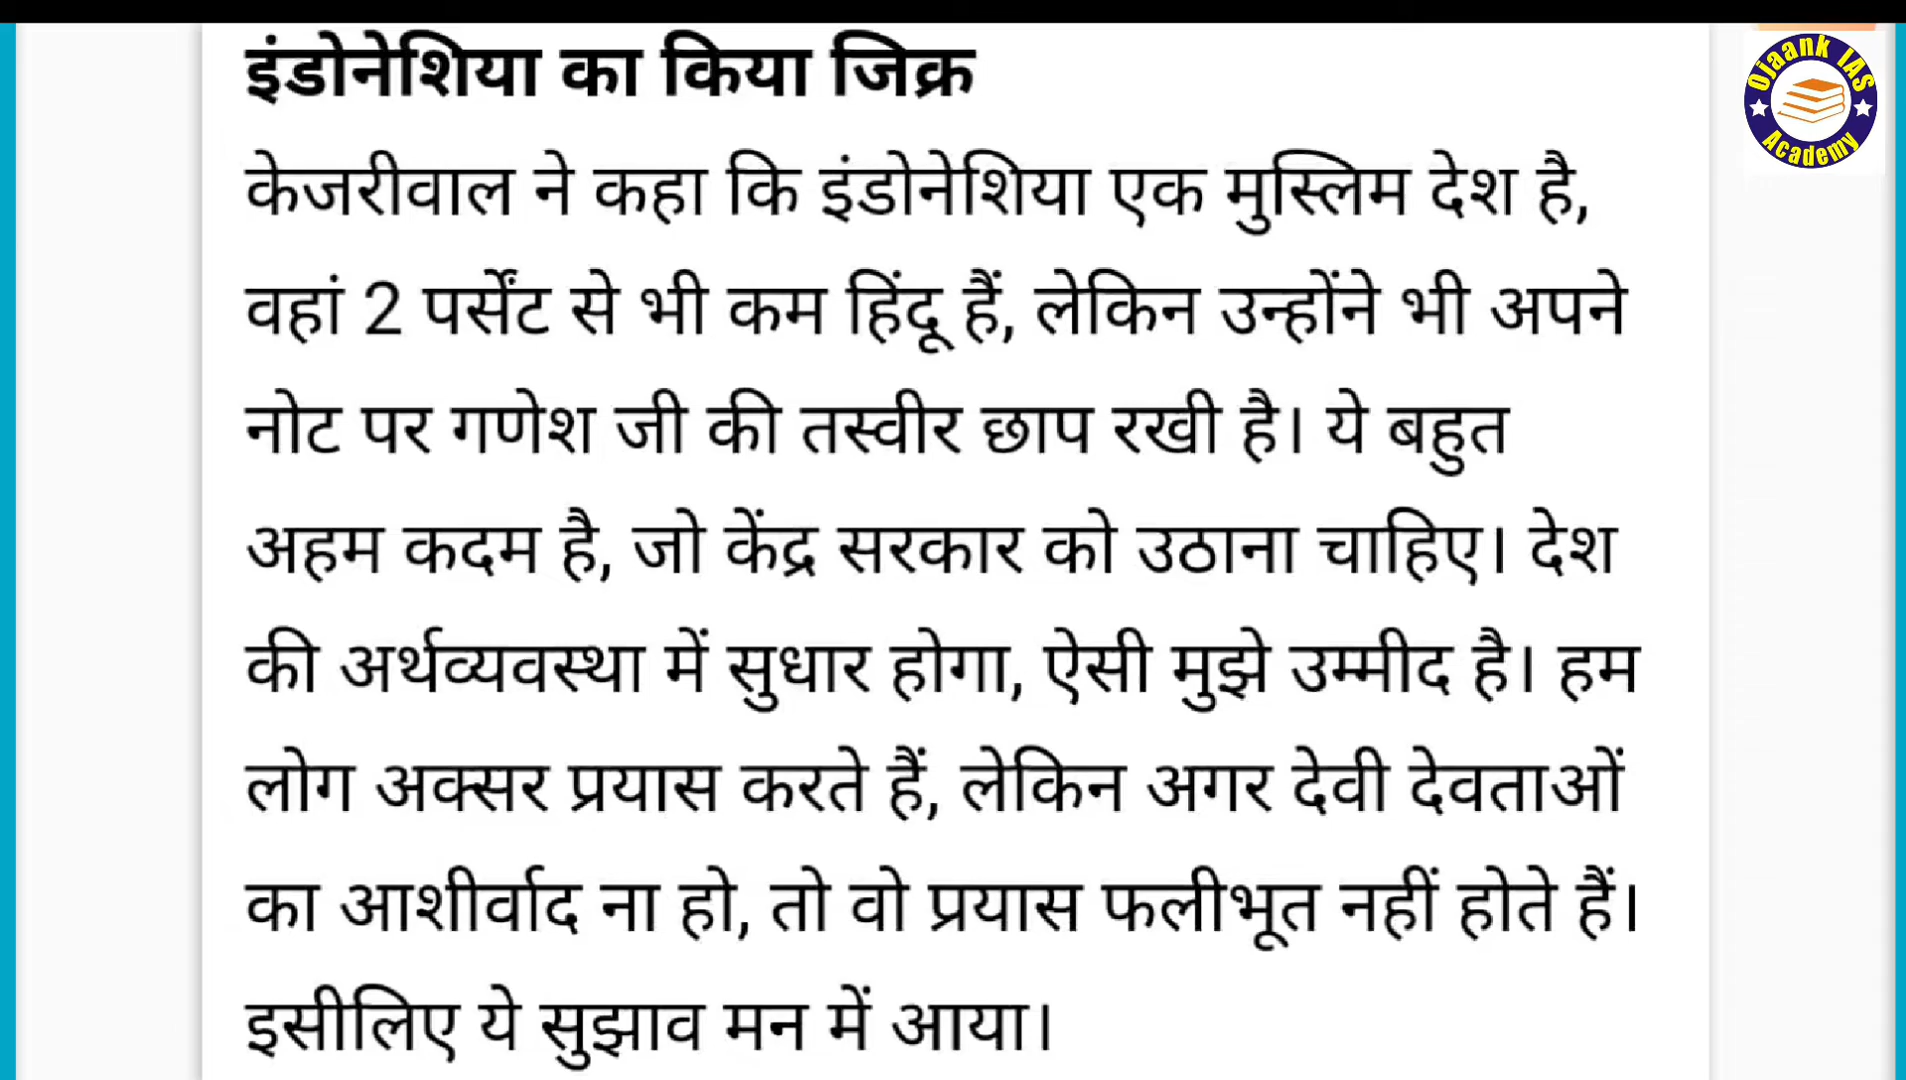 इंडोनेशिया का किया जिक्र
केजरीवाल ने कहा कि इंडोनेशिया एक मुस्लिम देश है,
वहां 2 पर्सेंट से भी कम हिंदू हैं, लेकिन उन्होंने भी अपने
नोट पर गणेश जी की तस्वीर छाप रखी है। ये बहुत
अहम कदम है, जो केंद्र सरकार को उठाना चाहिए। देश
की अर्थव्यवस्था में सुधार होगा, ऐसी मुझे उम्मीद है। हम
लोग अक्सर प्रयास करते हैं, लेकिन अगर देवी देवताओं
का आशीर्वाद ना हो, तो वो प्रयास फलीभूत नहीं होते हैं।
इसीलिए ये सुझाव मन में आया।
Ojaank IAS
Academy